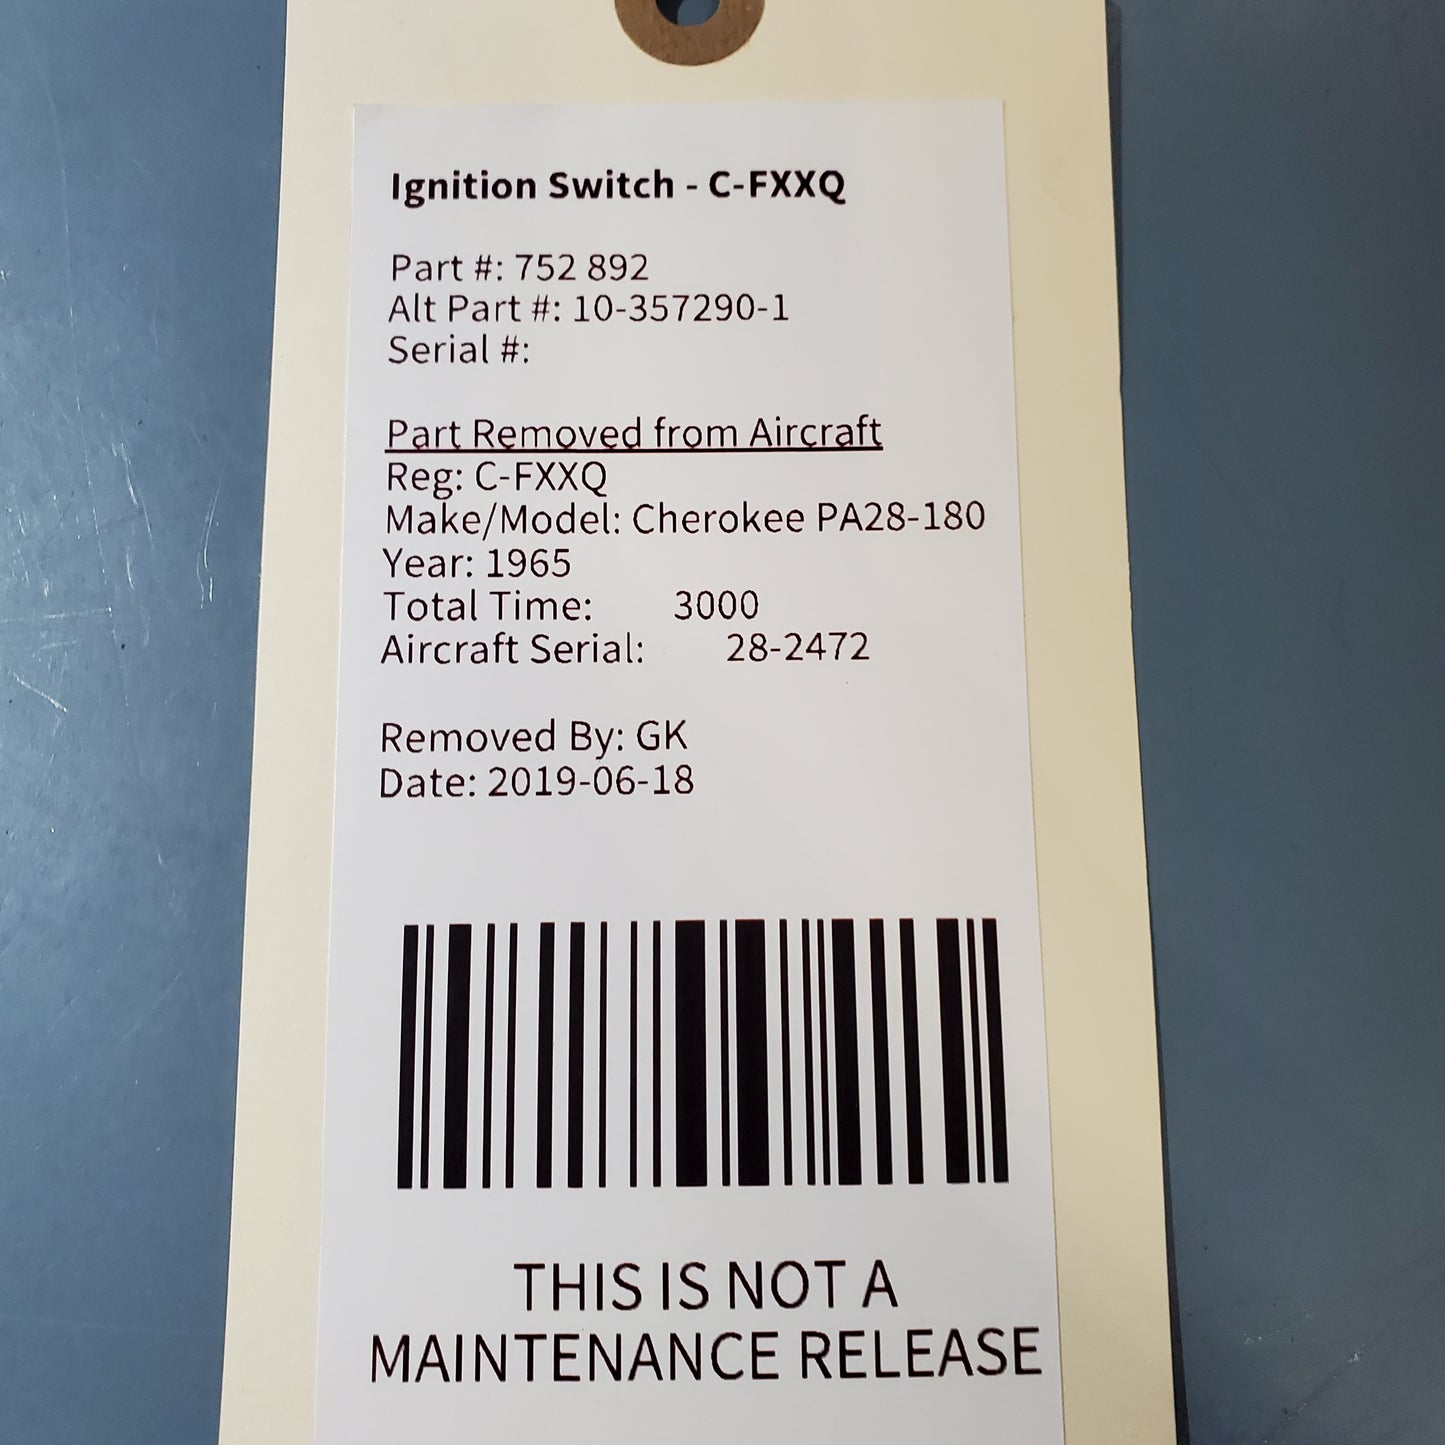 Ignition Switch - C-FXXQ
Part #: 752 892
Alt Part #: 10-357290-1
Serial #:
Part Removed from Aircraft
Reg: C-FXXQ
Make/Model: Cherokee PA28-180
Year: 1965
Total Time: 3000
Aircraft Serial: 28-2472
Removed By: GK
Date: 2019-06-18
THIS IS NOT A
MAINTENANCE RELEASE